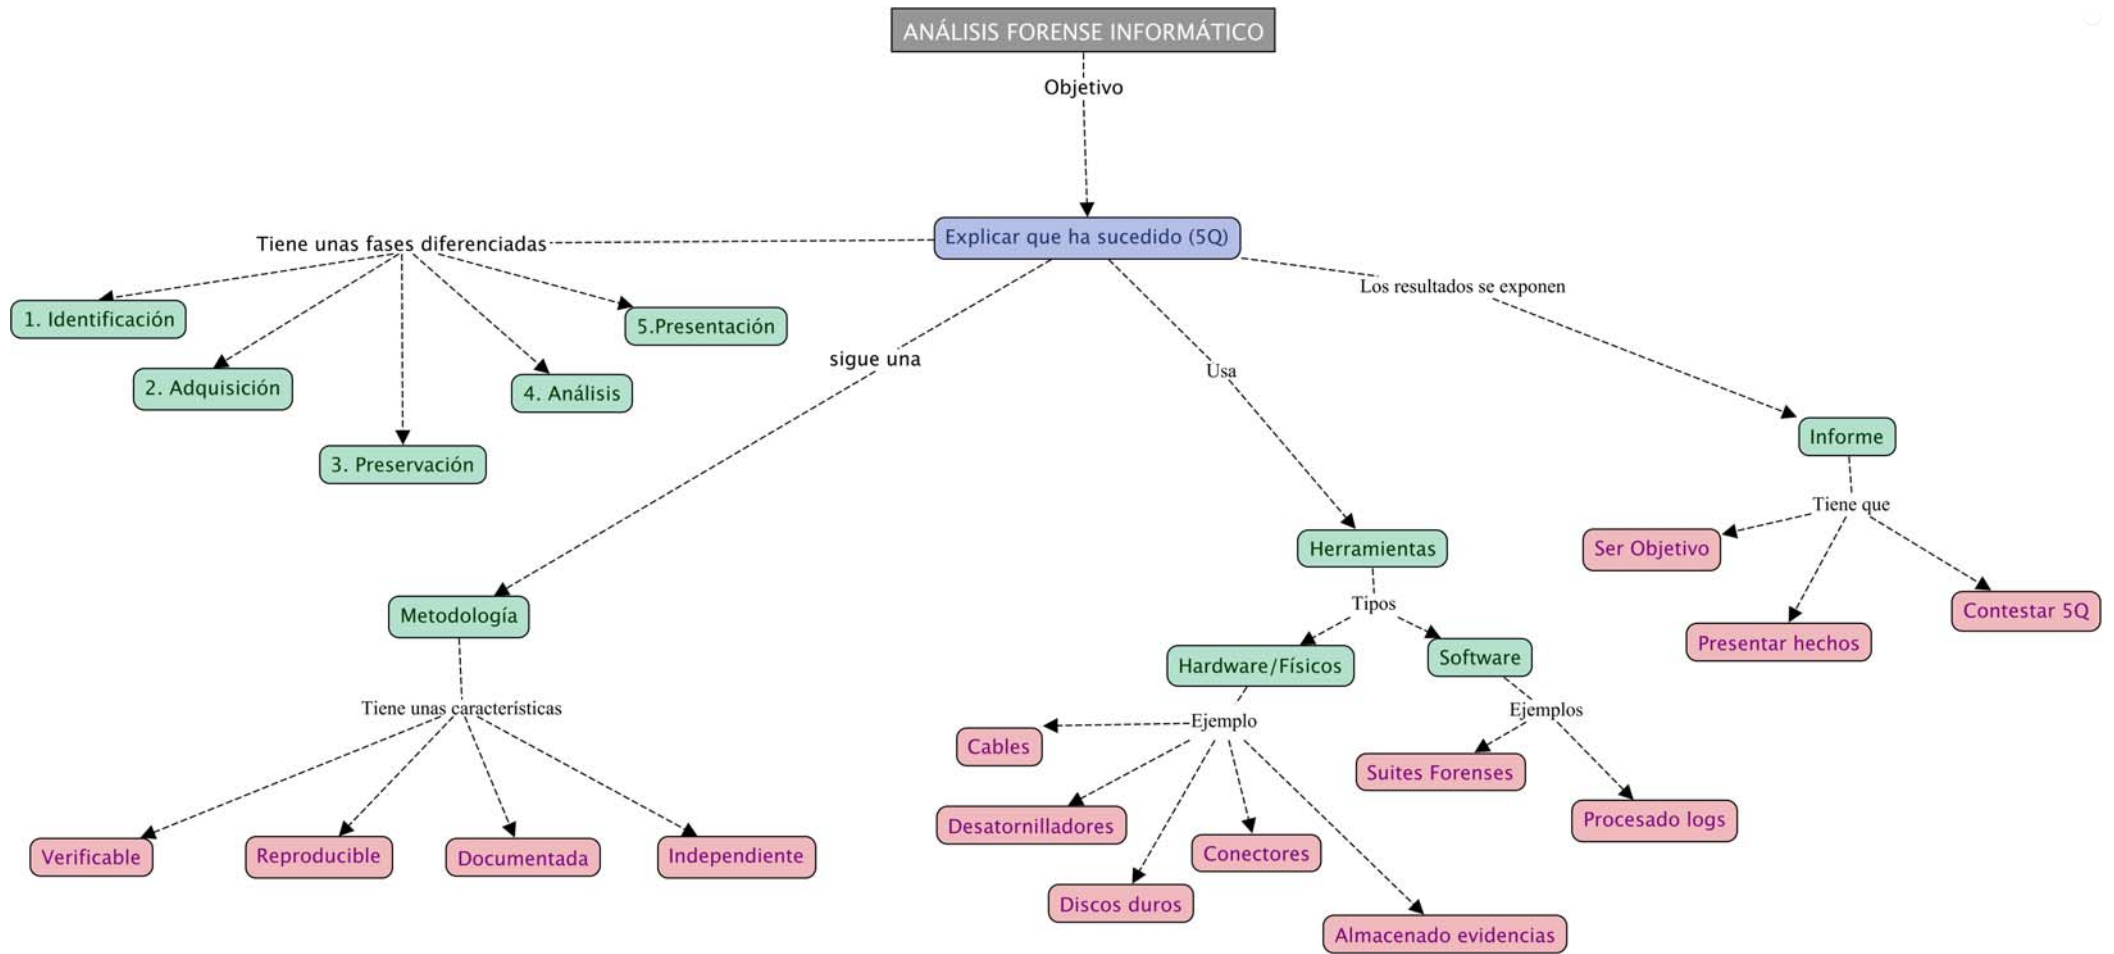 ANÁLISIS FORENSE INFORMÁTICO
Objetivo
Explicar que ha sucedido (5Q)
Tiene unas fases diferenciadas
1. Identificación
2. Adquisición
3. Preservación
4. Análisis
5.Presentación
sigue una
Metodología
Tiene unas características
Verificable
Reproducible
Documentada
Independiente
Usa
Herramientas
Tipos
Hardware/Físicos
Ejemplo
Cables
Desatornilladores
Discos duros
Conectores
Almacenado evidencias
Software
Ejemplos
Suites Forenses
Procesado logs
Los resultados se exponen
Informe
Tiene que
Ser Objetivo
Presentar hechos
Contestar 5Q